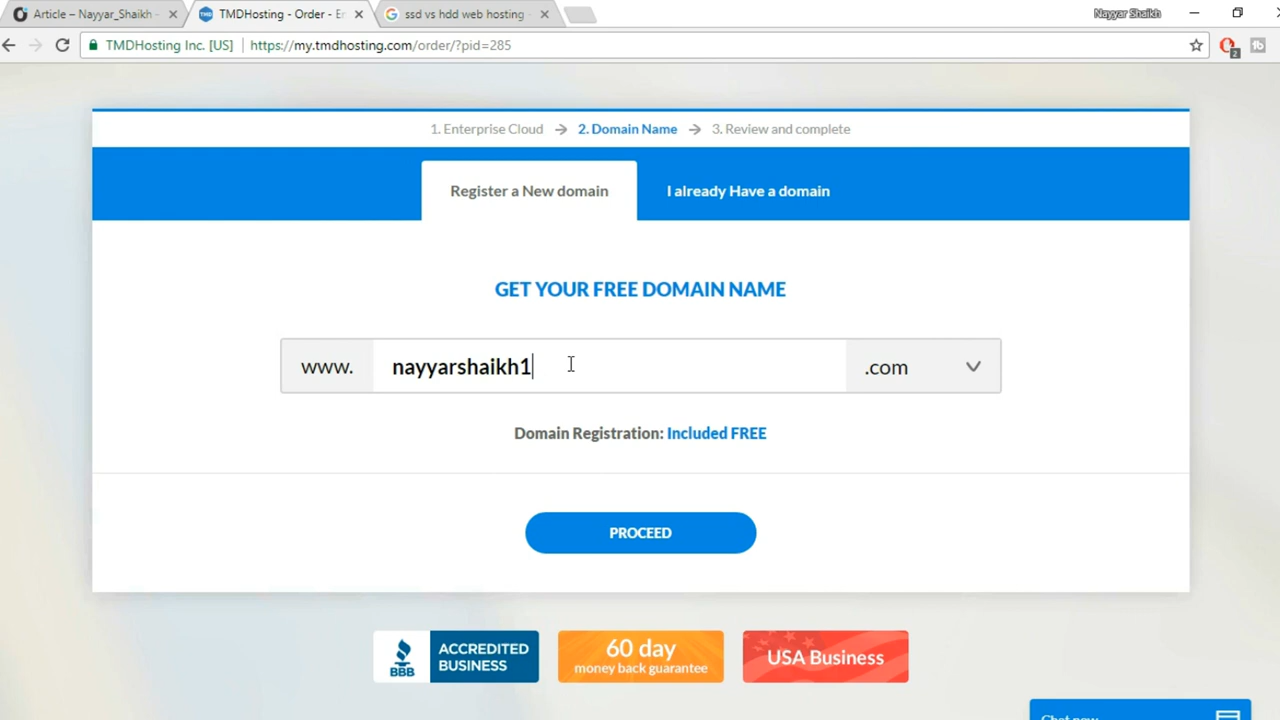 Article – Nayyar_Shaikh -
TMDHosting - Order - Er
ssd vs hdd web hosting
Nayyar Shaikh
TMDHosting Inc. [US]
https://my.tmdhosting.com/order/?pid=285
2
1. Enterprise Cloud
2. Domain Name
3. Review and complete
Register a New domain
I already Have a domain
GET YOUR FREE DOMAIN NAME
www.
nayyarshaikh1
.com
Domain Registration: Included FREE
PROCEED
BBB
ACCREDITED
BUSINESS
60 day
money back guarantee
USA Business
Chat now